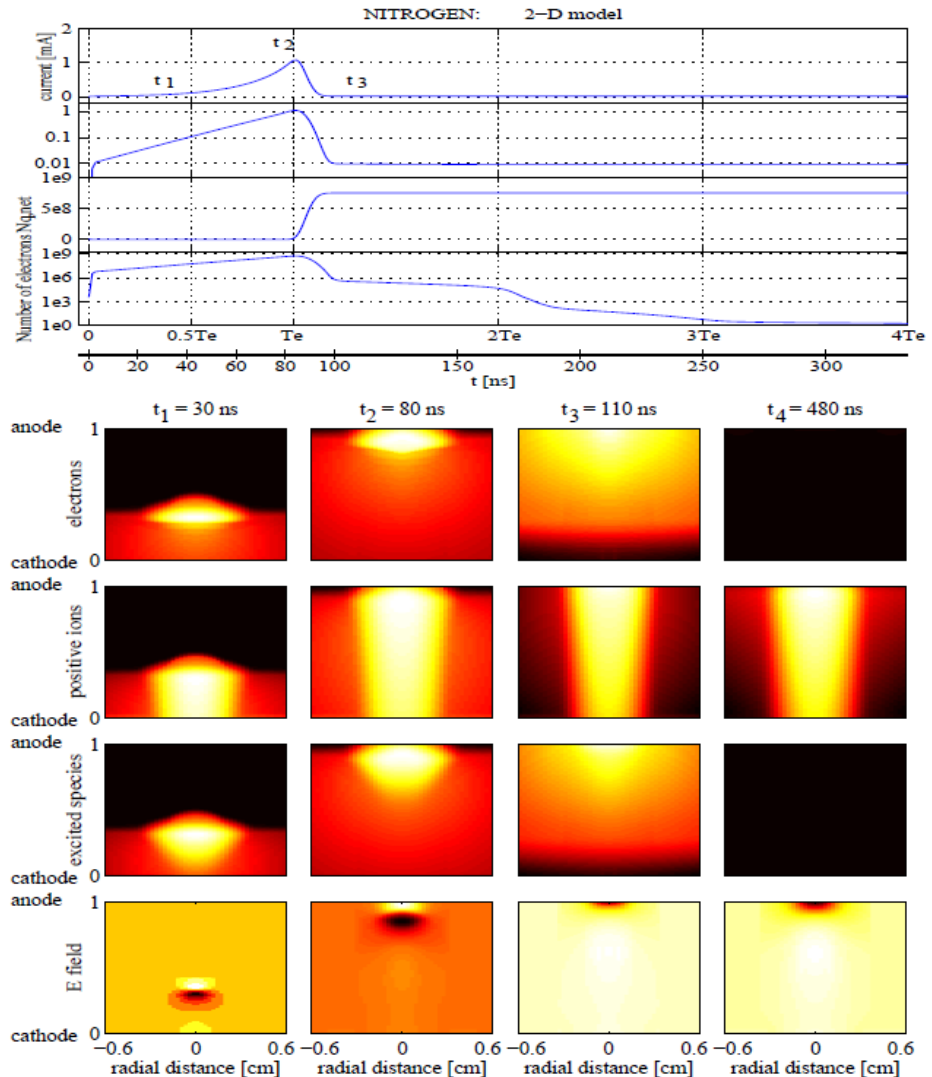 NITROGEN: 2−D model
current [mA]
2
1
0
t1
t2
t3
1
0.1
0.01
Number of electrons Nq,net
1e9
5e8
0
1e9
1e6
1e3
1e0
0 0.5Te Te 2Te 3Te 4Te
0 20 40 60 80 100 150 200 250 300
t [ns]
t1 = 30 ns t2 = 80 ns t3 = 110 ns t4 = 480 ns
anode 1
electrons
cathode 0
anode 1
positive ions
cathode 0
anode 1
excited species
cathode 0
anode 1
E field
cathode 0
−0.6 0 0.6 −0.6 0 0.6 −0.6 0 0.6 −0.6 0 0.6
radial distance [cm] radial distance [cm] radial distance [cm] radial distance [cm]